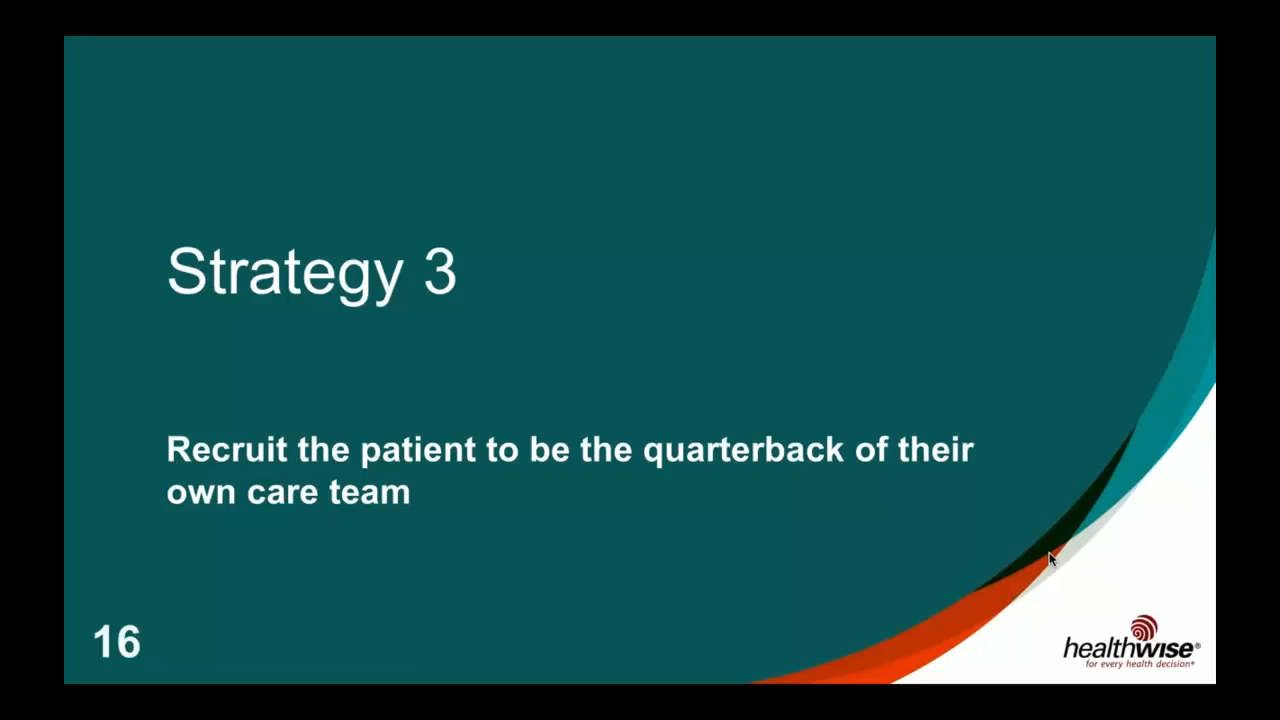 Strategy 3
Recruit the patient to be the quarterback of their
own care team
16
healthwise®
for every health decision®